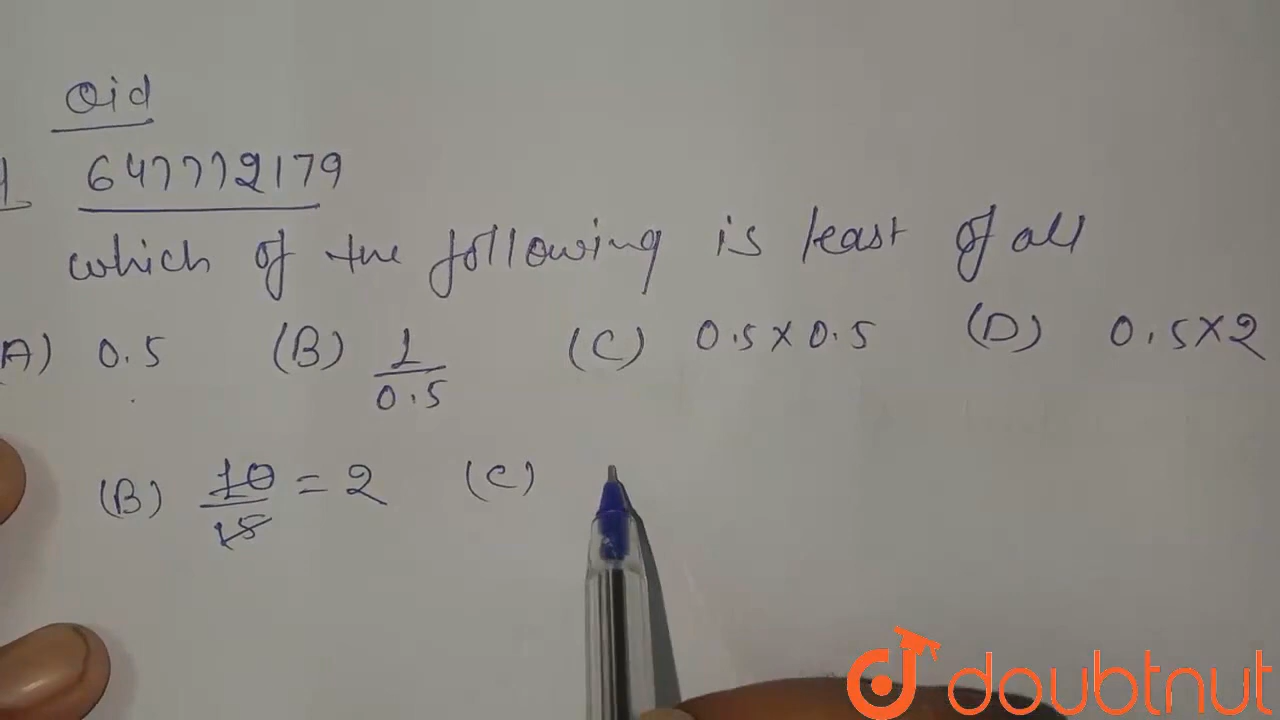 Qid
647772179
which of the following is least of all
A) 0.5 (B) 1/0.5 (C) 0.5×0.5 (D) 0.5×2
(B) 10/5 = 2 (C)
doubtnut